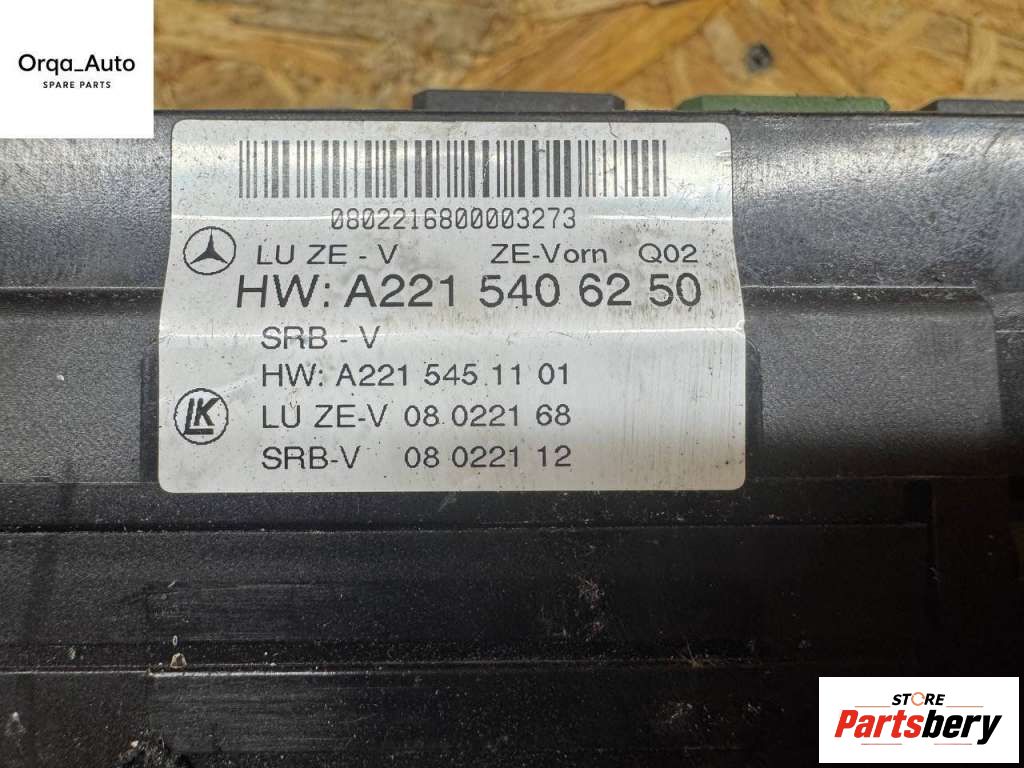 Orqa_Auto
SPARE PARTS
0802216800003273
LU ZE - V ZE-Vorn Q02
HW: A221 540 62 50
SRB - V
HW: A221 545 11 01
LK
LU ZE-V 08 0221 68
SRB-V 08 0221 12
STORE
Partsbery